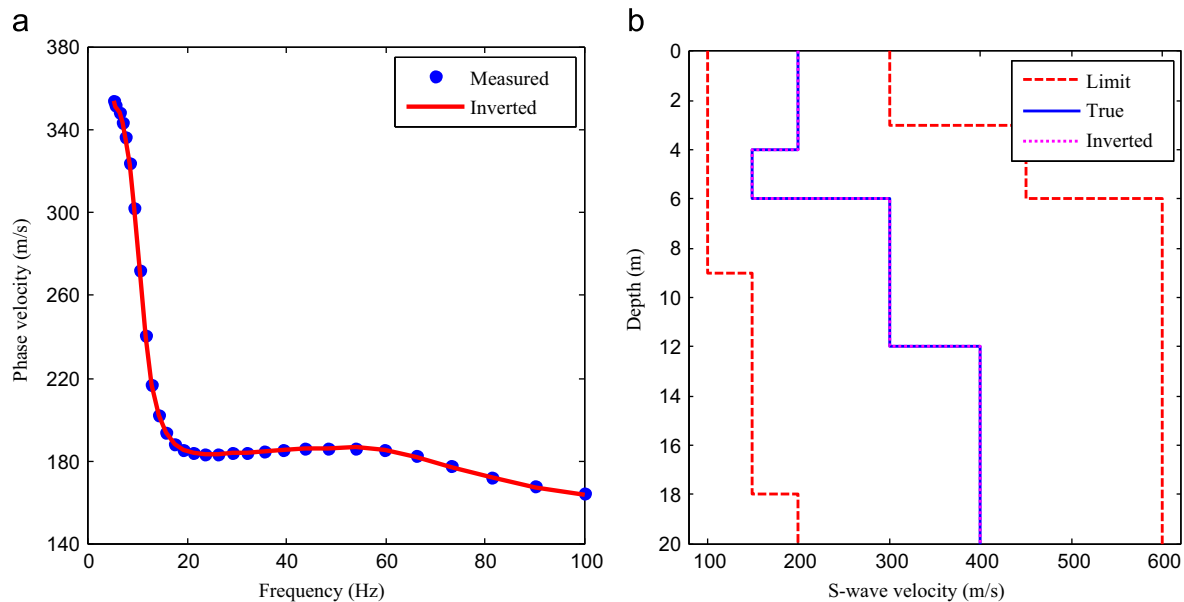 a
380
340
300
260
220
180
140
Phase velocity (m/s)
0
20
40
60
80
100
Frequency (Hz)
Measured
Inverted
b
0
2
4
6
8
10
12
14
16
18
20
Depth (m)
100
200
300
400
500
600
S-wave velocity (m/s)
Limit
True
Inverted